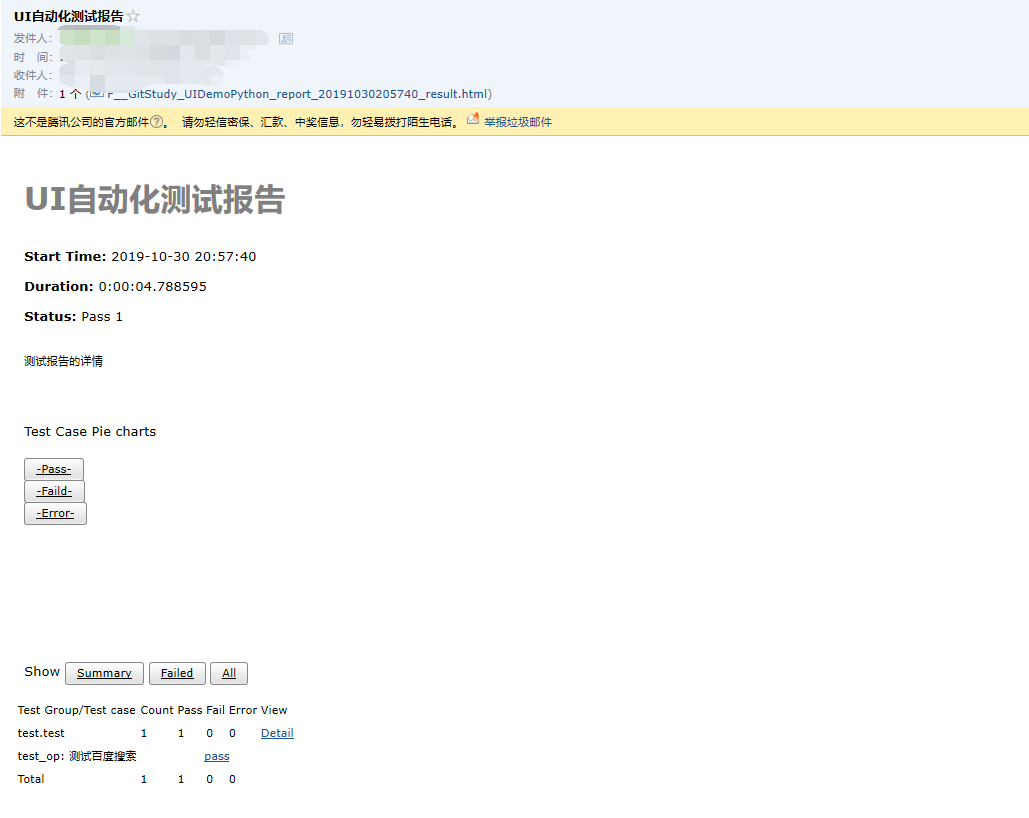 UI自动化测试报告☆
发件人：
时 间：
收件人：
附 件：1 个 (F__GitStudy_UIDemoPython_report_20191030205740_result.html)
这不是腾讯公司的官方邮件?。 请勿轻信密保、汇款、中奖信息，勿轻易拨打陌生电话。 举报垃圾邮件
UI自动化测试报告
Start Time: 2019-10-30 20:57:40
Duration: 0:00:04.788595
Status: Pass 1
测试报告的详情
Test Case Pie charts
-Pass-
-Faild-
-Error-
Show Summary Failed All
Test Group/Test case Count Pass Fail Error View
test.test 1 1 0 0 Detail
test_op: 测试百度搜索 pass
Total 1 1 0 0